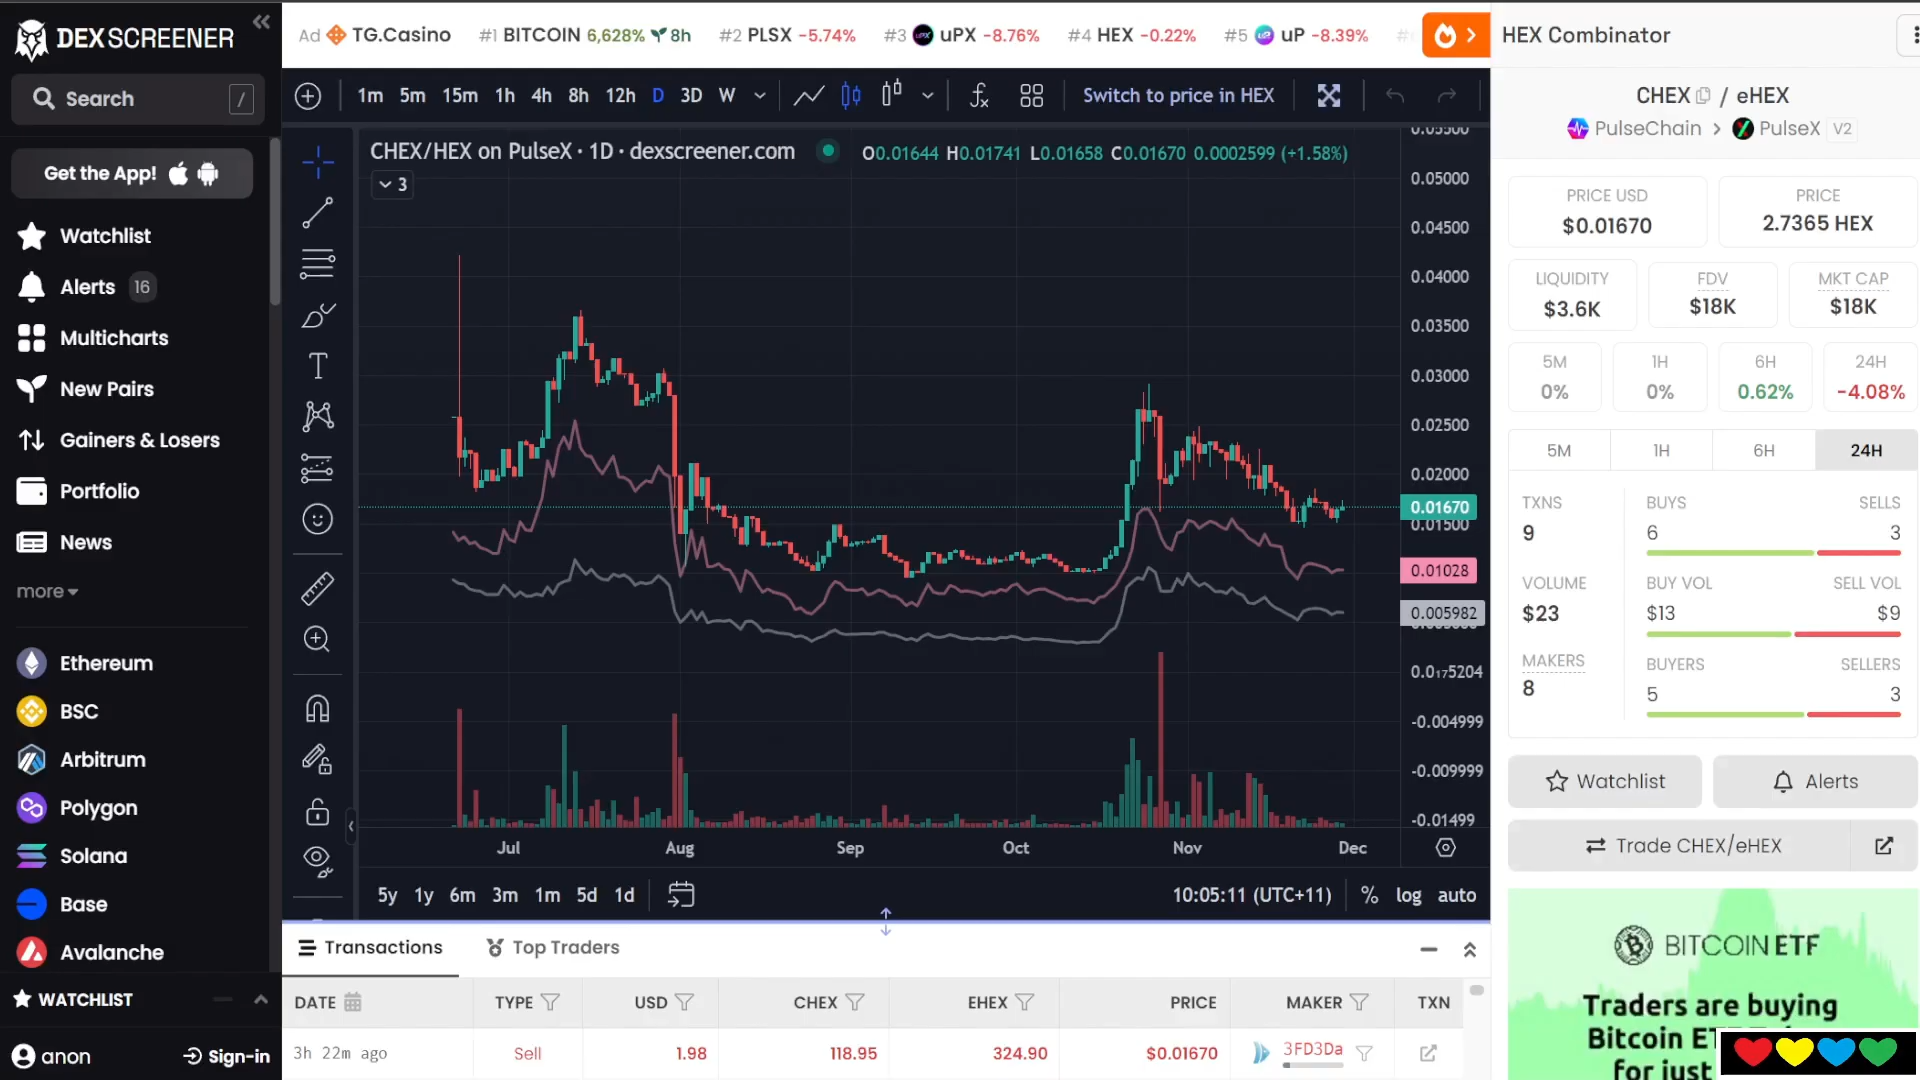 DEX SCREENER
Search /
Get the App!
Watchlist
Alerts 16
Multicharts
New Pairs
Gainers & Losers
Portfolio
News
more
Ethereum
BSC
Arbitrum
Polygon
Solana
Base
Avalanche
WATCHLIST
anon Sign-in
Ad TG.Casino #1 BITCOIN 6,628% 8h #2 PLSX -5.74% #3 uPX -8.76% #4 HEX -0.22% #5 uP -8.39%
1m 5m 15m 1h 4h 8h 12h D 3D W Switch to price in HEX
CHEX/HEX on PulseX · 1D · dexscreener.com O0.01644 H0.01741 L0.01658 C0.01670 0.0002599 (+1.58%)
3
0.05500
0.05000
0.04500
0.04000
0.03500
0.03000
0.02500
0.02000
0.01670
0.01500
0.01028
0.005982
0.0₁₇5204
-0.004999
-0.009999
-0.01499
Jul Aug Sep Oct Nov Dec
5y 1y 6m 3m 1m 5d 1d 10:05:11 (UTC+11) % log auto
Transactions Top Traders
DATE TYPE USD CHEX EHEX PRICE MAKER TXN
3h 22m ago Sell 1.98 118.95 324.90 $0.01670 3FD3Da
HEX Combinator
CHEX / eHEX
PulseChain > PulseX V2
PRICE USD PRICE
$0.01670 2.7365 HEX
LIQUIDITY FDV MKT CAP
$3.6K $18K $18K
5M 1H 6H 24H
0% 0% 0.62% -4.08%
5M 1H 6H 24H
TXNS BUYS SELLS
9 6 3
VOLUME BUY VOL SELL VOL
$23 $13 $9
MAKERS BUYERS SELLERS
8 5 3
Watchlist Alerts
Trade CHEX/eHEX
BITCOIN ETF
Traders are buying
Bitcoin
for just